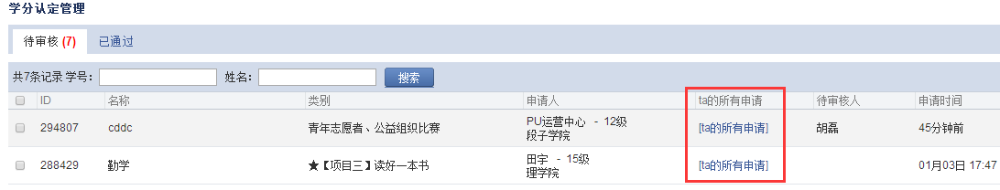 学分认定管理
待审核 (7) 已通过
共7条记录 学号: 姓名: 搜索
ID 名称 类别 申请人 ta的所有申请 待审核人 申请时间
294807 cddc 青年志愿者、公益组织比赛 PU运营中心 - 12级 [ta的所有申请] 胡磊 45分钟前
段子学院
288429 勤学 ★【项目三】读好一本书 田宇 - 15级 [ta的所有申请] 01月03日 17:47
理学院